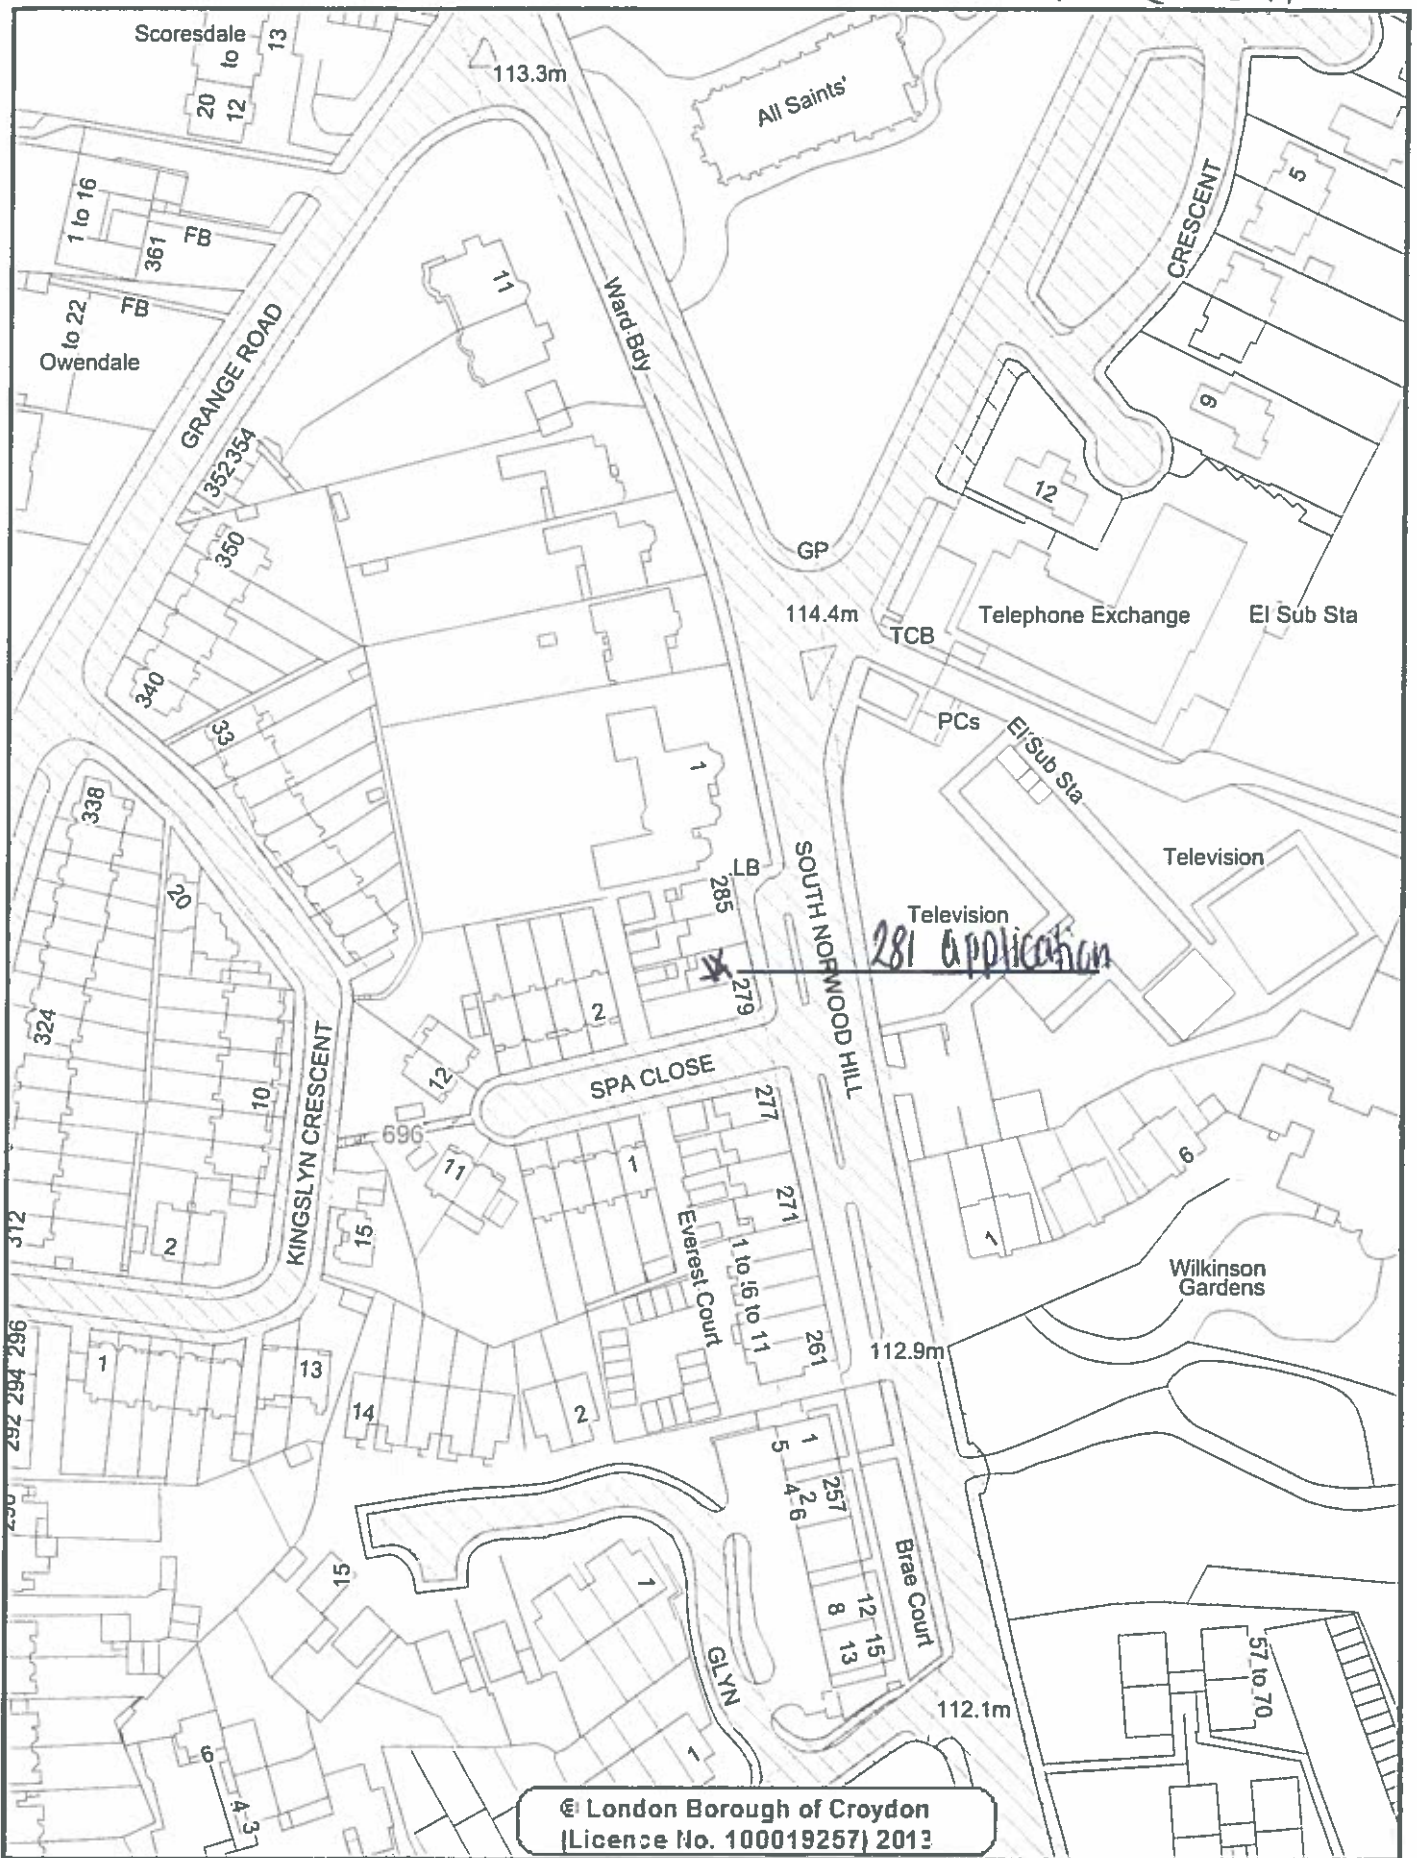 Scoresdale
to
13
20
12
113.3m
All Saints'
1 to 16
361
FB
FB
to 22
Owendale
GRANGE ROAD
11
Ward Bdy
CRESCENT
5
9
12
352 354
350
340
33
GP
114.4m
TCB
Telephone Exchange
El Sub Sta
PCs
El Sub Sta
1
338
20
LB
285
SOUTH NORWOOD HILL
Television
Television
281 application
279
324
2
12
SPA CLOSE
277
10
KINGSLYN CRESCENT
696
11
1
271
6
1
312
2
15
Everest Court
1 to 6 to 11
261
Wilkinson
Gardens
112.9m
296
294
292
1
13
14
2
5
1
257
2
4
6
Brae Court
15
1
8
12
15
13
GLYN
57 to 70
112.1m
6
4
3
1
© London Borough of Croydon
(Licence No. 100019257) 2013